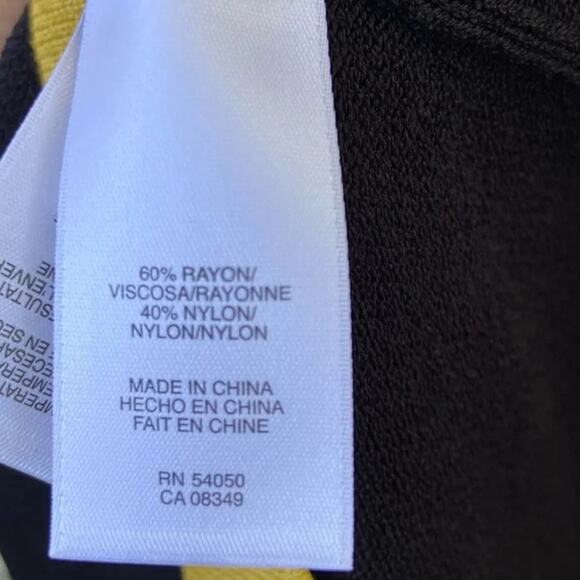 60% RAYON/
VISCOSA/RAYONNE
40% NYLON/
NYLON/NYLON
MADE IN CHINA
HECHO EN CHINA
FAIT EN CHINE
RN 54050
CA 08349